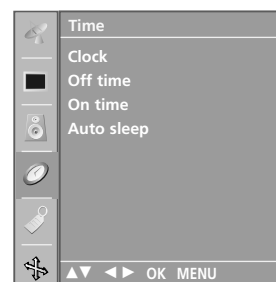 Time
Clock
Off time
On time
Auto sleep
▲▼ ◄► OK MENU